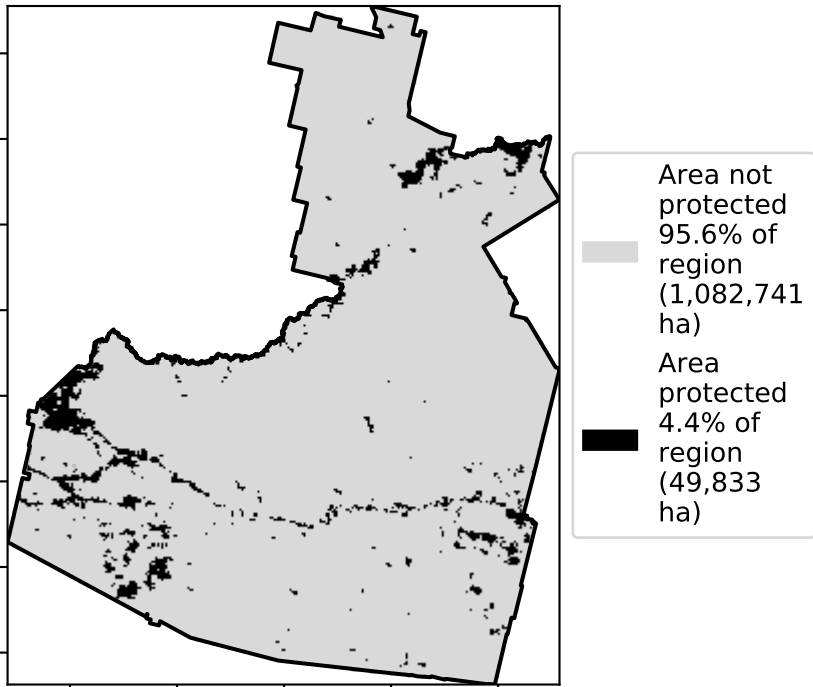 Area not
protected
95.6% of
region
(1,082,741
ha)
Area
protected
4.4% of
region
(49,833
ha)